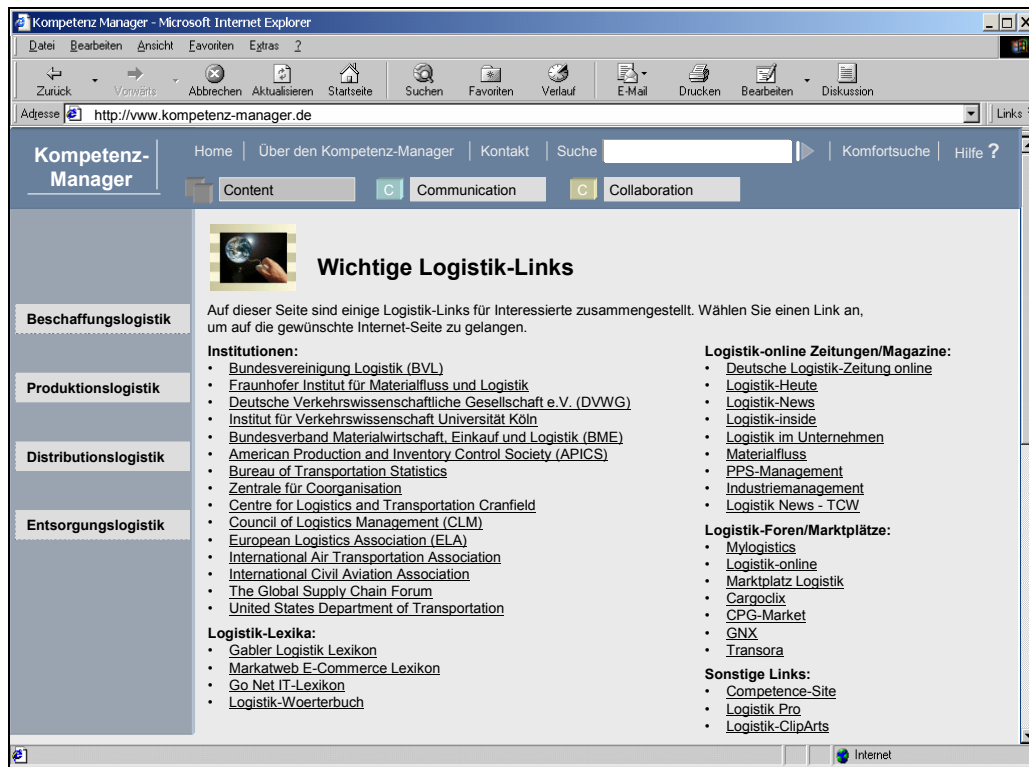 Kompetenz Manager - Microsoft Internet Explorer
Datei Bearbeiten Ansicht Favoriten Extras ?
Zurück Vorwärts Abbrechen Aktualisieren Startseite Suchen Favoriten Verlauf E-Mail Drucken Bearbeiten Diskussion
Adresse http://vww.kompetenz-manager.de Links
Kompetenz-
Manager
Home Über den Kompetenz-Manager Kontakt Suche Komfortsuche Hilfe ?
Content C Communication C Collaboration
Beschaffungslogistik
Produktionslogistik
Distributionslogistik
Entsorgungslogistik
Wichtige Logistik-Links
Auf dieser Seite sind einige Logistik-Links für Interessierte zusammengestellt. Wählen Sie einen Link an,
um auf die gewünschte Internet-Seite zu gelangen.
Institutionen:
• Bundesvereinigung Logistik (BVL)
• Fraunhofer Institut für Materialfluss und Logistik
• Deutsche Verkehrswissenschaftliche Gesellschaft e.V. (DVWG)
• Institut für Verkehrswissenschaft Universität Köln
• Bundesverband Materialwirtschaft, Einkauf und Logistik (BME)
• American Production and Inventory Control Society (APICS)
• Bureau of Transportation Statistics
• Zentrale für Coorganisation
• Centre for Logistics and Transportation Cranfield
• Council of Logistics Management (CLM)
• European Logistics Association (ELA)
• International Air Transportation Association
• International Civil Aviation Association
• The Global Supply Chain Forum
• United States Department of Transportation
Logistik-Lexika:
• Gabler Logistik Lexikon
• Markatweb E-Commerce Lexikon
• Go Net IT-Lexikon
• Logistik-Woerterbuch
Logistik-online Zeitungen/Magazine:
• Deutsche Logistik-Zeitung online
• Logistik-Heute
• Logistik-News
• Logistik-inside
• Logistik im Unternehmen
• Materialfluss
• PPS-Management
• Industriemanagement
• Logistik News - TCW
Logistik-Foren/Marktplätze:
• Mylogistics
• Logistik-online
• Marktplatz Logistik
• Cargoclix
• CPG-Market
• GNX
• Transora
Sonstige Links:
• Competence-Site
• Logistik Pro
• Logistik-ClipArts
Internet